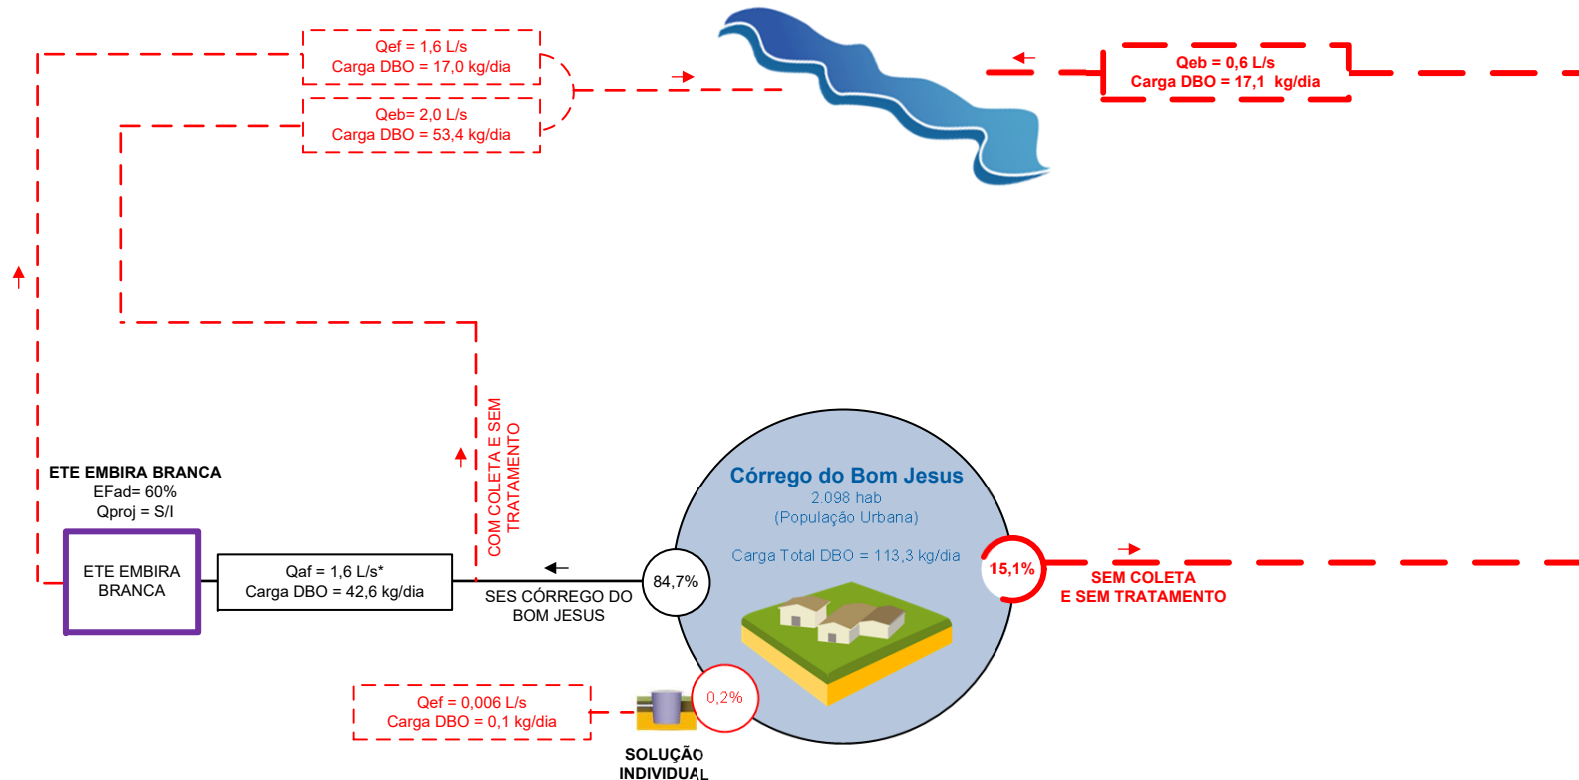 Qef = 1,6 L/s
Carga DBO = 17,0 kg/dia
Qeb= 2,0 L/s
Carga DBO = 53,4 kg/dia
Qeb = 0,6 L/s
Carga DBO = 17,1 kg/dia
COM COLETA E SEM
TRATAMENTO
ETE EMBIRA BRANCA
EFad= 60%
Qproj = S/I
ETE EMBIRA
BRANCA
Qaf = 1,6 L/s*
Carga DBO = 42,6 kg/dia
SES CÓRREGO DO
BOM JESUS
84,7%
Córrego do Bom Jesus
2.098 hab
(População Urbana)
Carga Total DBO = 113,3 kg/dia
15,1%
SEM COLETA
E SEM TRATAMENTO
0,2%
Qef = 0,006 L/s
Carga DBO = 0,1 kg/dia
SOLUÇÃO
INDIVIDUAL